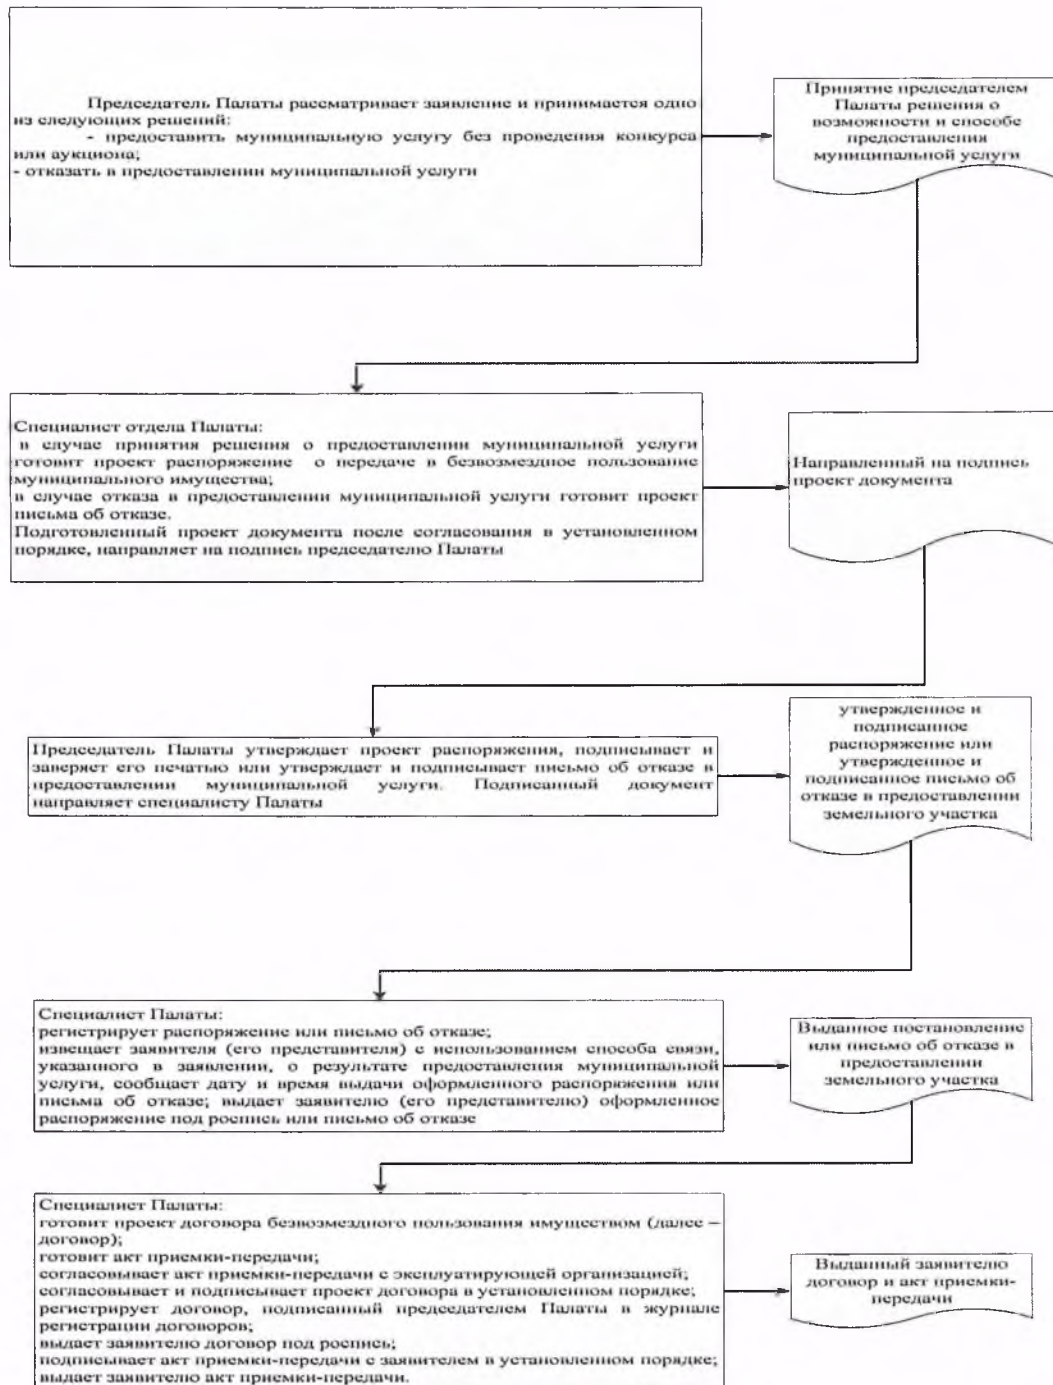 Председатель Палаты рассматривает заявление и принимается одно
из следующих решений:
- предоставить муниципальную услугу без проведения конкурса
или аукциона;
- отказать в предоставлении муниципальной услуги
Принятие председателем
Палаты решения о
возможности и способе
предоставления
муниципальной услуги
Специалист отдела Палаты:
в случае принятия решения о предоставлении муниципальной услуги
готовит проект распоряжение о передаче в безвозмездное пользование
муниципального имущества;
в случае отказа в предоставлении муниципальной услуги готовит проект
письма об отказе.
Подготовленный проект документа после согласования в установленном
порядке, направляет на подпись председателю Палаты
Направленный на подпись
проект документа
Председатель Палаты утверждает проект распоряжения, подписывает и
заверяет его печатью или утверждает и подписывает письмо об отказе в
предоставлении муниципальной услуги. Подписанный документ
направляет специалисту Палаты
утвержденное и
подписанное
распоряжение или
утвержденное и
подписанное письмо об
отказе в предоставлении
земельного участка
Специалист Палаты:
регистрирует распоряжение или письмо об отказе;
извещает заявителя (его представителя) с использованием способа связи,
указанного в заявлении, о результате предоставления муниципальной
услуги, сообщает дату и время выдачи оформленного распоряжения или
письма об отказе; выдает заявителю (его представителю) оформленное
распоряжение под роспись или письмо об отказе
Выданное постановление
или письмо об отказе в
предоставлении
земельного участка
Специалист Палаты:
готовит проект договора безвозмездного пользования имуществом (далее –
договор);
готовит акт приемки-передачи;
согласовывает акт приемки-передачи с эксплуатирующей организацией;
согласовывает и подписывает проект договора в установленном порядке;
регистрирует договор, подписанный председателем Палаты в журнале
регистрации договоров;
выдает заявителю договор под роспись;
подписывает акт приемки-передачи с заявителем в установленном порядке;
выдает заявителю акт приемки-передачи.
Выданный заявителю
договор и акт приемки-
передачи